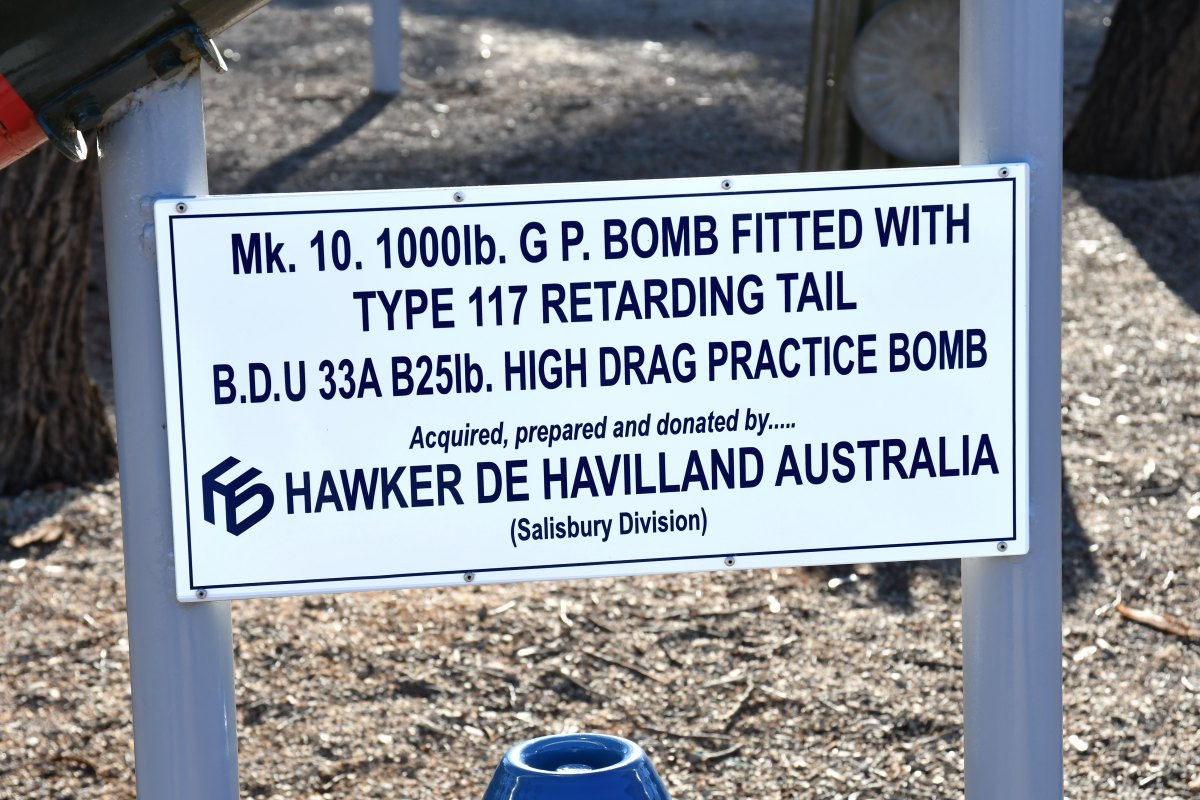 Mk. 10. 1000lb. G P. BOMB FITTED WITH
TYPE 117 RETARDING TAIL
B.D.U 33A B25lb. HIGH DRAG PRACTICE BOMB
Acquired, prepared and donated by.....
HAWKER DE HAVILLAND AUSTRALIA
(Salisbury Division)